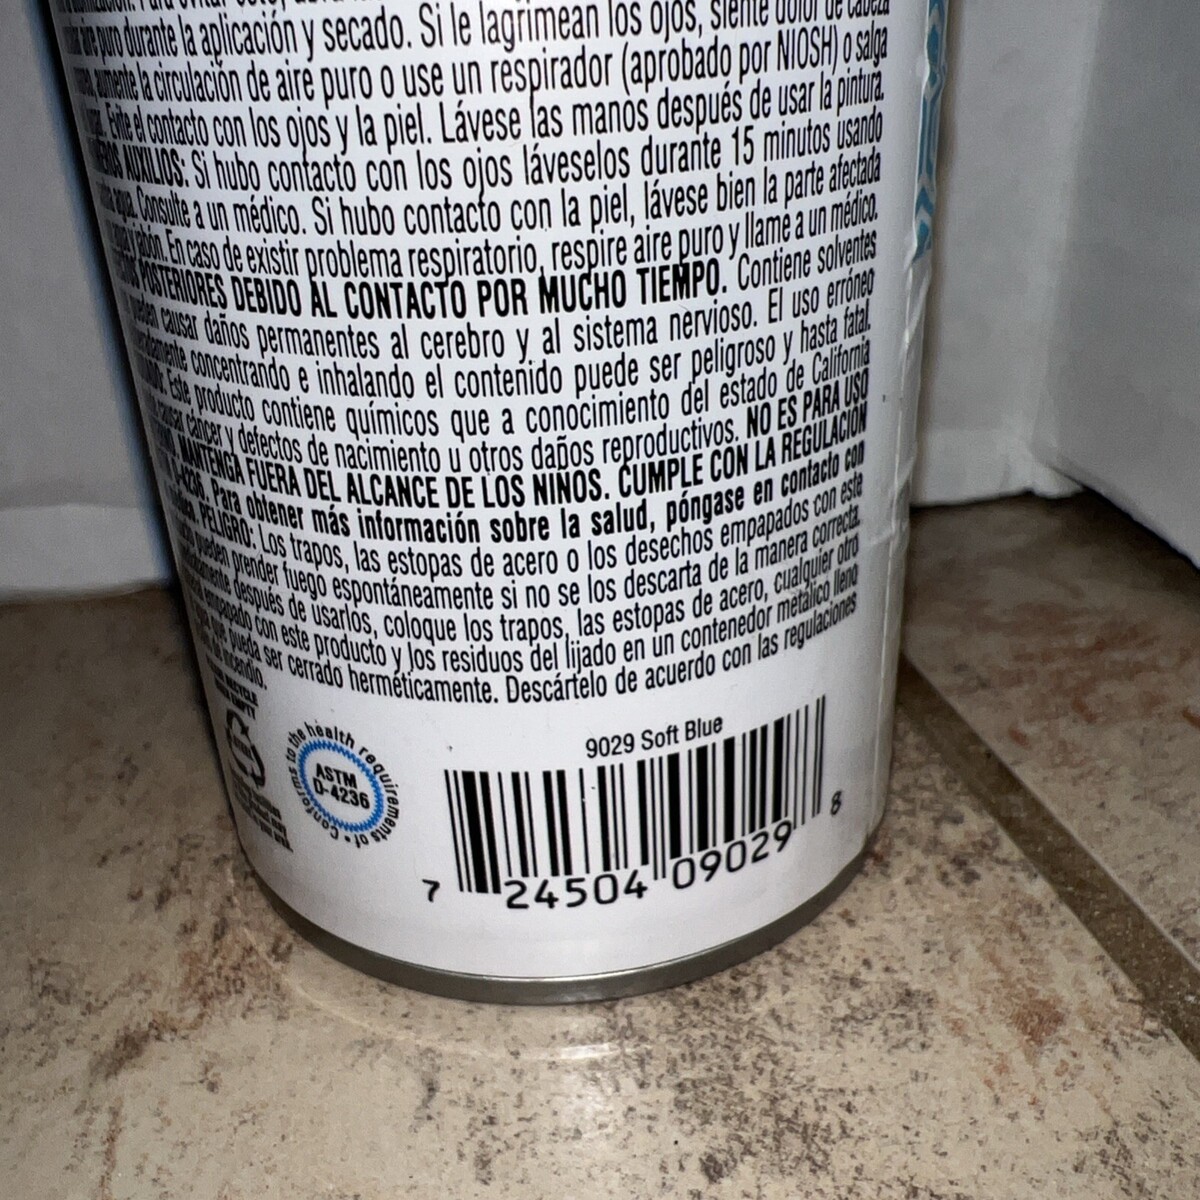 puro durante la aplicación y secado. Si le lagrimean los ojos, siente dolor de cabeza
aumente la circulación de aire puro o use un respirador (aprobado por NIOSH) o salga
Evite el contacto con los ojos y la piel. Lávese las manos después de usar la pintura.
AUXILIOS: Si hubo contacto con los ojos láveselos durante 15 minutos usando
agua. Consulte a un médico. Si hubo contacto con la piel, lávese bien la parte afectada
jabón. En caso de existir problema respiratorio, respire aire puro y llame a un médico.
POSTERIORES DEBIDO AL CONTACTO POR MUCHO TIEMPO. Contiene solventes
causar daños permanentes al cerebro y al sistema nervioso. El uso erróneo
concentrando e inhalando el contenido puede ser peligroso y hasta fatal.
Este producto contiene químicos que a conocimiento del estado de California
causar cáncer y defectos de nacimiento u otros daños reproductivos. NO ES PARA USO
MANTENGA FUERA DEL ALCANCE DE LOS NIÑOS. CUMPLE CON LA REGULACIÓN
D-4236. Para obtener más información sobre la salud, póngase en contacto con
PELIGRO: Los trapos, las estopas de acero o los desechos empapados con este
pueden prender fuego espontáneamente si no se los descarta de la manera correcta.
después de usarlos, coloque los trapos, las estopas de acero, cualquier otro
empapado con este producto y los residuos del lijado en un contenedor metálico lleno
que pueda ser cerrado herméticamente. Descártelo de acuerdo con las regulaciones
de incendio.
9029 Soft Blue
Conforms to the health requirements of
ASTM
D-4236
7 24504 09029 8